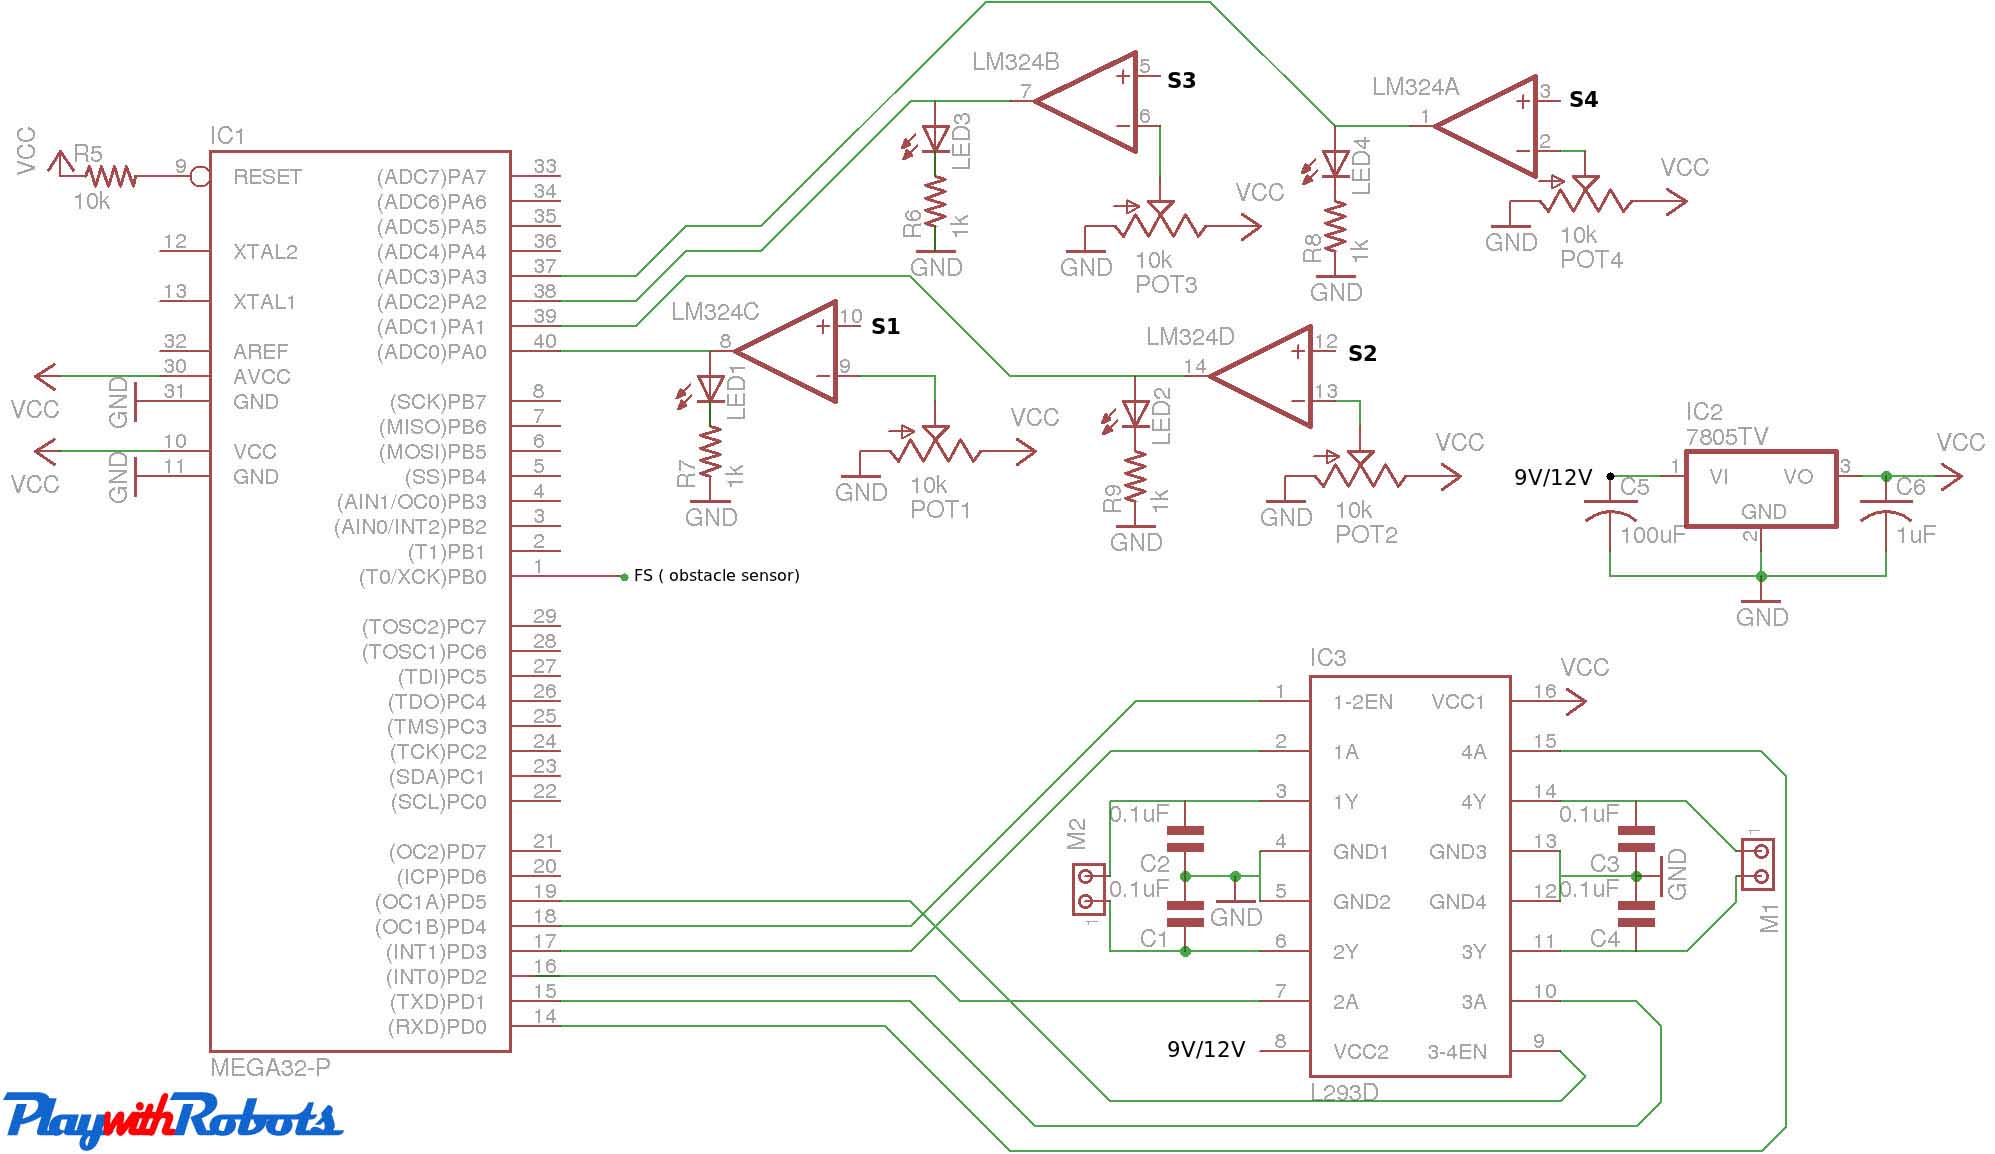 VCC
R5
10k
IC1
9
RESET
12
XTAL2
13
XTAL1
32
AREF
30
AVCC
VCC
31
GND
GND
10
VCC
VCC
11
GND
GND
(ADC7)PA7
33
(ADC6)PA6
34
(ADC5)PA5
35
(ADC4)PA4
36
(ADC3)PA3
37
(ADC2)PA2
38
(ADC1)PA1
39
(ADC0)PA0
40
(SCK)PB7
8
(MISO)PB6
7
(MOSI)PB5
6
(SS)PB4
5
(AIN1/OC0)PB3
4
(AIN0/INT2)PB2
3
(T1)PB1
2
(T0/XCK)PB0
1
FS ( obstacle sensor)
(TOSC2)PC7
29
(TOSC1)PC6
28
(TDI)PC5
27
(TDO)PC4
26
(TMS)PC3
25
(TCK)PC2
24
(SDA)PC1
23
(SCL)PC0
22
(OC2)PD7
21
(ICP)PD6
20
(OC1A)PD5
19
(OC1B)PD4
18
(INT1)PD3
17
(INT0)PD2
16
(TXD)PD1
15
(RXD)PD0
14
MEGA32-P
PlaywithRobots
LM324B
7
+
5
S3
−
6
LED3
R6
1k
GND
GND
10k
POT3
VCC
LM324A
1
+
3
S4
−
2
LED4
R8
1k
GND
GND
10k
POT4
VCC
LM324C
8
+
10
S1
−
9
LED1
R7
1k
GND
GND
10k
POT1
VCC
LM324D
14
+
12
S2
−
13
LED2
R9
1k
GND
GND
10k
POT2
VCC
IC2
7805TV
9V/12V
1
VI
VO
3
VCC
C5
100uF
GND
2
C6
1uF
GND
IC3
1
1-2EN
VCC1
16
VCC
2
1A
4A
15
3
1Y
4Y
14
4
GND1
GND3
13
5
GND2
GND4
12
6
2Y
3Y
11
7
2A
3A
10
9V/12V
8
VCC2
3-4EN
9
L293D
M2
1
0.1uF
C2
0.1uF
C1
GND
0.1uF
C3
0.1uF
C4
GND
1
M1